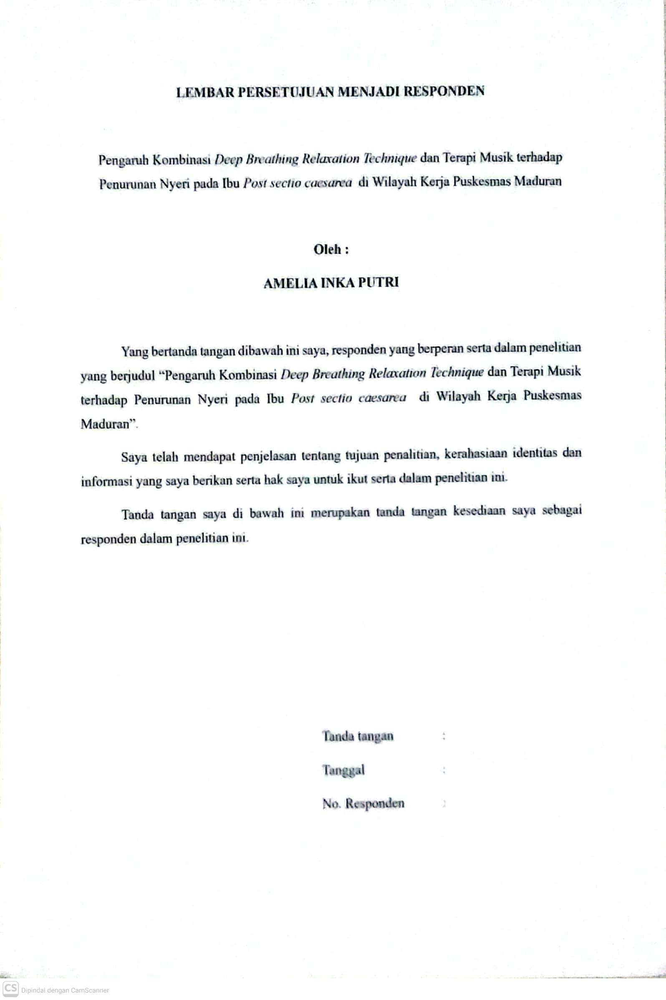 LEMBAR PERSETUJUAN MENJADI RESPONDEN
Pengaruh Kombinasi Deep Breathing Relaxation Technique dan Terapi Musik terhadap
Penurunan Nyeri pada Ibu Post sectio caesarea di Wilayah Kerja Puskesmas Maduran
Oleh :
AMELIA INKA PUTRI
Yang bertanda tangan dibawah ini saya, responden yang berperan serta dalam penelitian
yang berjudul “Pengaruh Kombinasi Deep Breathing Relaxation Technique dan Terapi Musik
terhadap Penurunan Nyeri pada Ibu Post sectio caesarea di Wilayah Kerja Puskesmas
Maduran”.
Saya telah mendapat penjelasan tentang tujuan penalitian, kerahasiaan identitas dan
informasi yang saya berikan serta hak saya untuk ikut serta dalam penelitian ini.
Tanda tangan saya di bawah ini merupakan tanda tangan kesediaan saya sebagai
responden dalam penelitian ini.
Tanda tangan :
Tanggal :
No. Responden :
CS Dipindai dengan CamScanner